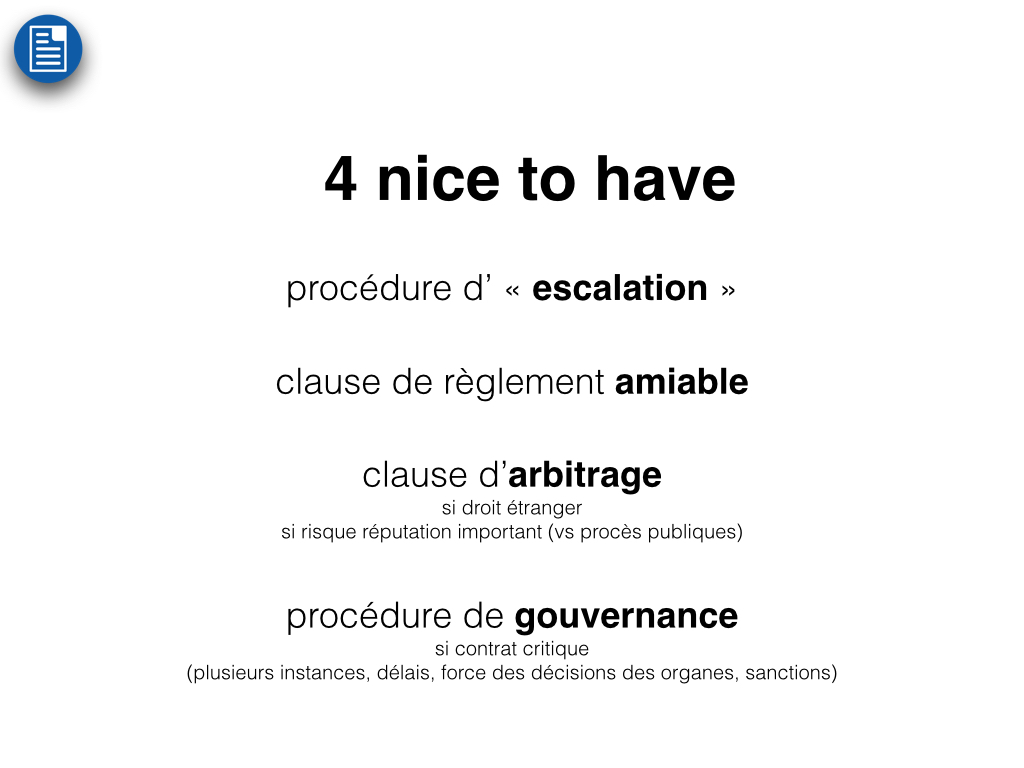 4 nice to have
procédure d’ « escalation »
clause de règlement amiable
clause d’arbitrage
si droit étranger
si risque réputation important (vs procès publiques)
procédure de gouvernance
si contrat critique
(plusieurs instances, délais, force des décisions des organes, sanctions)